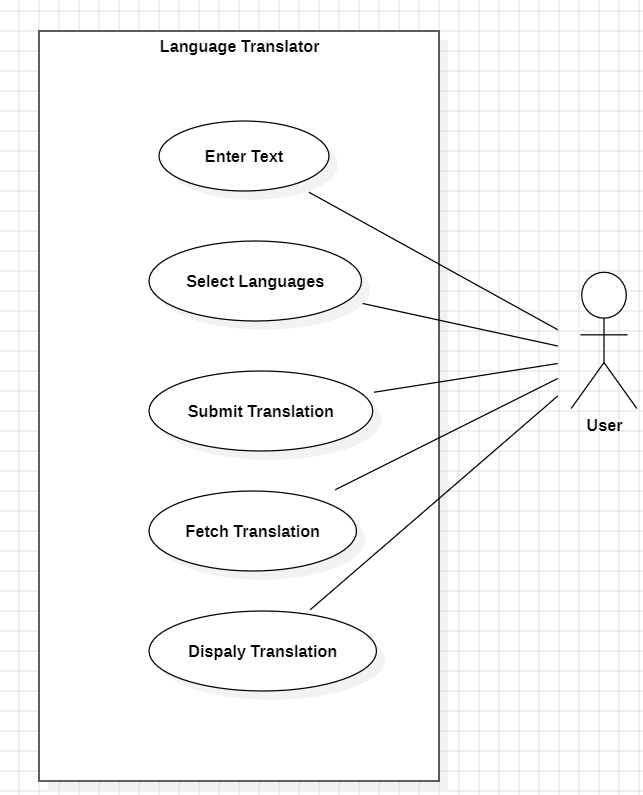 Language Translator
Enter Text
Select Languages
Submit Translation
Fetch Translation
Dispaly Translation
User